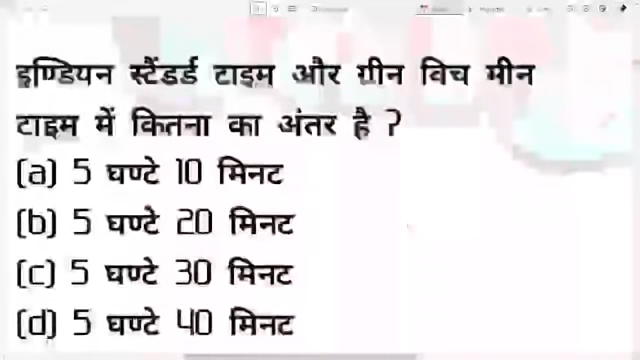 इण्डियन स्टैंडर्ड टाइम और ग्रीन विच मीन
टाइम में कितना का अंतर है ?
(a) 5 घण्टे 10 मिनट
(b) 5 घण्टे 20 मिनट
(c) 5 घण्टे 30 मिनट
(d) 5 घण्टे 40 मिनट